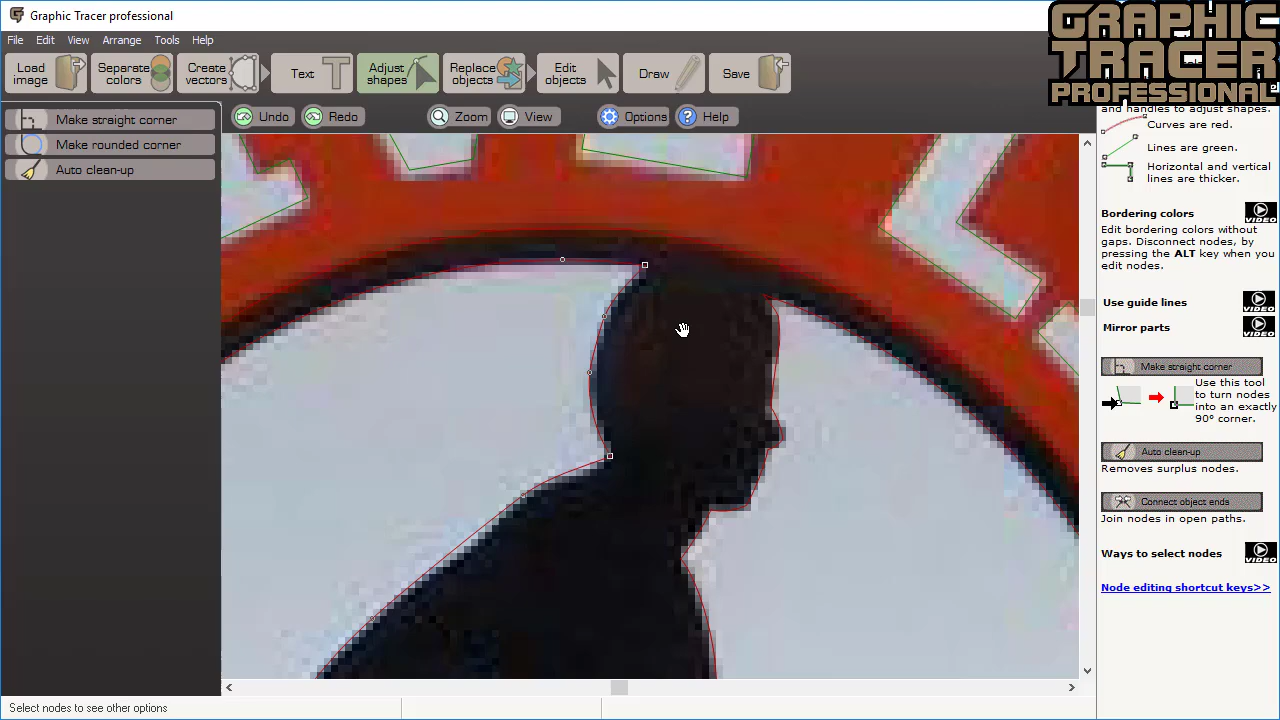 Graphic Tracer professional
GRAPHIC
TRACER
PROFESSIONAL
File Edit View Arrange Tools Help
Load image
Separate colors
Create vectors
Text
Adjust shapes
Replace objects
Edit objects
Draw
Save
Undo Redo Zoom View Options Help
Make straight corner
Make rounded corner
Auto clean-up
and handles to adjust shapes.
Curves are red.
Lines are green.
Horizontal and vertical
lines are thicker.
Bordering colors
VIDEO
Edit bordering colors without
gaps. Disconnect nodes, by
pressing the ALT key when you
edit nodes.
Use guide lines
VIDEO
Mirror parts
VIDEO
Make straight corner
Use this tool
to turn nodes
into an exactly
90° corner.
Auto clean-up
Removes surplus nodes.
Connect object ends
Join nodes in open paths.
Ways to select nodes
VIDEO
Node editing shortcut keys>>
Select nodes to see other options